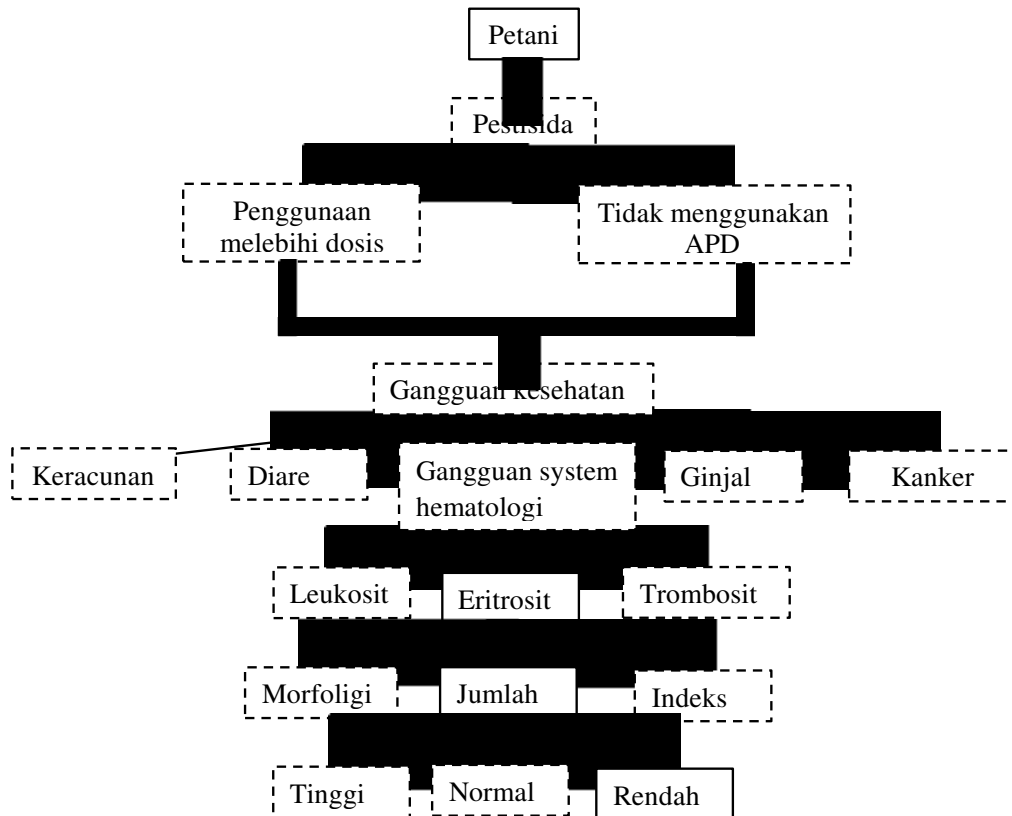 Petani
Pestisida
Penggunaan
melebihi dosis
Tidak menggunakan
APD
Gangguan kesehatan
Keracunan
Diare
Gangguan system
hematologi
Ginjal
Kanker
Leukosit
Eritrosit
Trombosit
Morfoligi
Jumlah
Indeks
Tinggi
Normal
Rendah